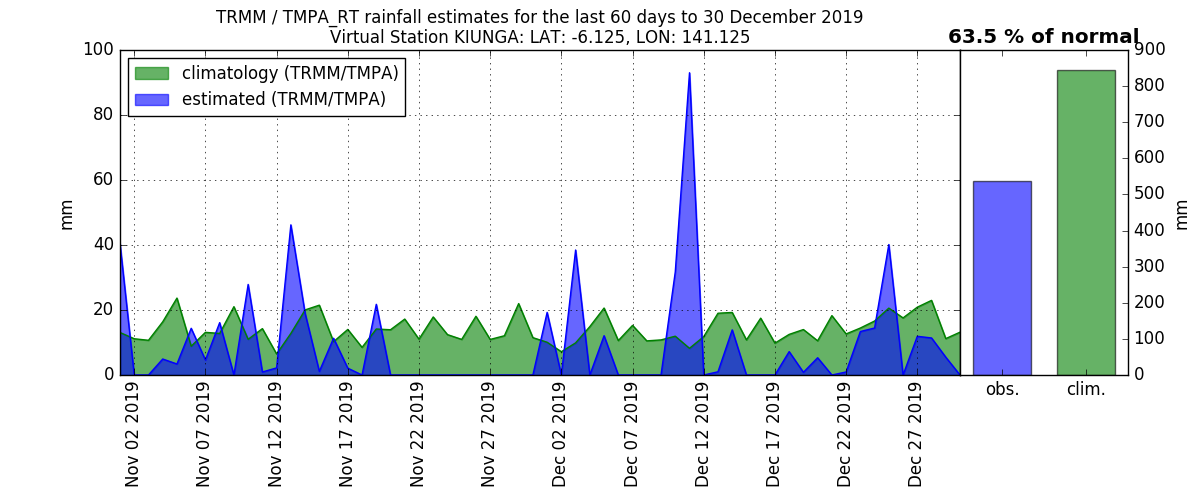 TRMM / TMPA_RT rainfall estimates for the last 60 days to 30 December 2019
Virtual Station KIUNGA: LAT: -6.125, LON: 141.125
63.5 % of normal
climatology (TRMM/TMPA)
estimated (TRMM/TMPA)
mm
100
80
60
40
20
0
Nov 02 2019
Nov 07 2019
Nov 12 2019
Nov 17 2019
Nov 22 2019
Nov 27 2019
Dec 02 2019
Dec 07 2019
Dec 12 2019
Dec 17 2019
Dec 22 2019
Dec 27 2019
obs.
clim.
900
800
700
600
500
400
300
200
100
0
mm